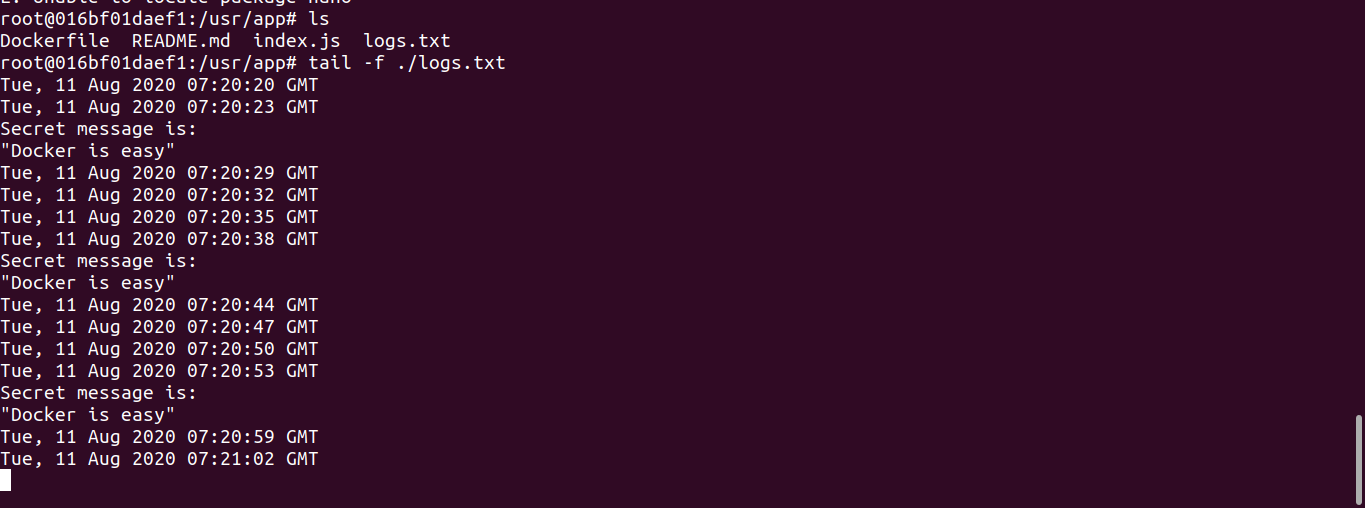 E: Unable to locate package nano
root@016bf01daef1:/usr/app# ls
Dockerfile  README.md  index.js  logs.txt
root@016bf01daef1:/usr/app# tail -f ./logs.txt
Tue, 11 Aug 2020 07:20:20 GMT
Tue, 11 Aug 2020 07:20:23 GMT
Secret message is:
"Docker is easy"
Tue, 11 Aug 2020 07:20:29 GMT
Tue, 11 Aug 2020 07:20:32 GMT
Tue, 11 Aug 2020 07:20:35 GMT
Tue, 11 Aug 2020 07:20:38 GMT
Secret message is:
"Docker is easy"
Tue, 11 Aug 2020 07:20:44 GMT
Tue, 11 Aug 2020 07:20:47 GMT
Tue, 11 Aug 2020 07:20:50 GMT
Tue, 11 Aug 2020 07:20:53 GMT
Secret message is:
"Docker is easy"
Tue, 11 Aug 2020 07:20:59 GMT
Tue, 11 Aug 2020 07:21:02 GMT